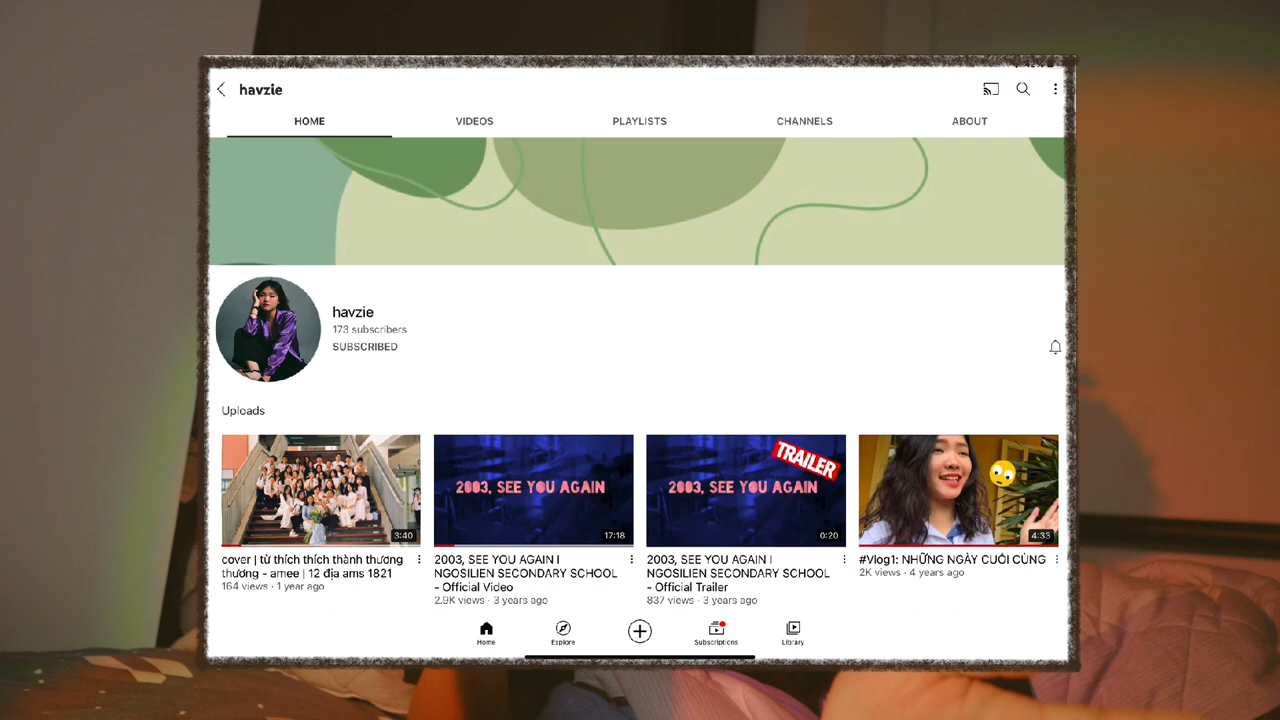 havzie
HOME VIDEOS PLAYLISTS CHANNELS ABOUT
havzie
173 subscribers
SUBSCRIBED
Uploads
3:40
cover | từ thích thích thành thương
thương - amee | 12 địa ams 1821
164 views · 1 year ago
2003, SEE YOU AGAIN
17:18
2003, SEE YOU AGAIN |
NGOSILIEN SECONDARY SCHOOL
- Official Video
2.9K views · 3 years ago
TRAILER
2003, SEE YOU AGAIN
0:20
2003, SEE YOU AGAIN |
NGOSILIEN SECONDARY SCHOOL
- Official Trailer
837 views · 3 years ago
4:33
#Vlog1: NHỮNG NGÀY CUỐI CÙNG
2K views · 4 years ago
Home Explore Subscriptions Library